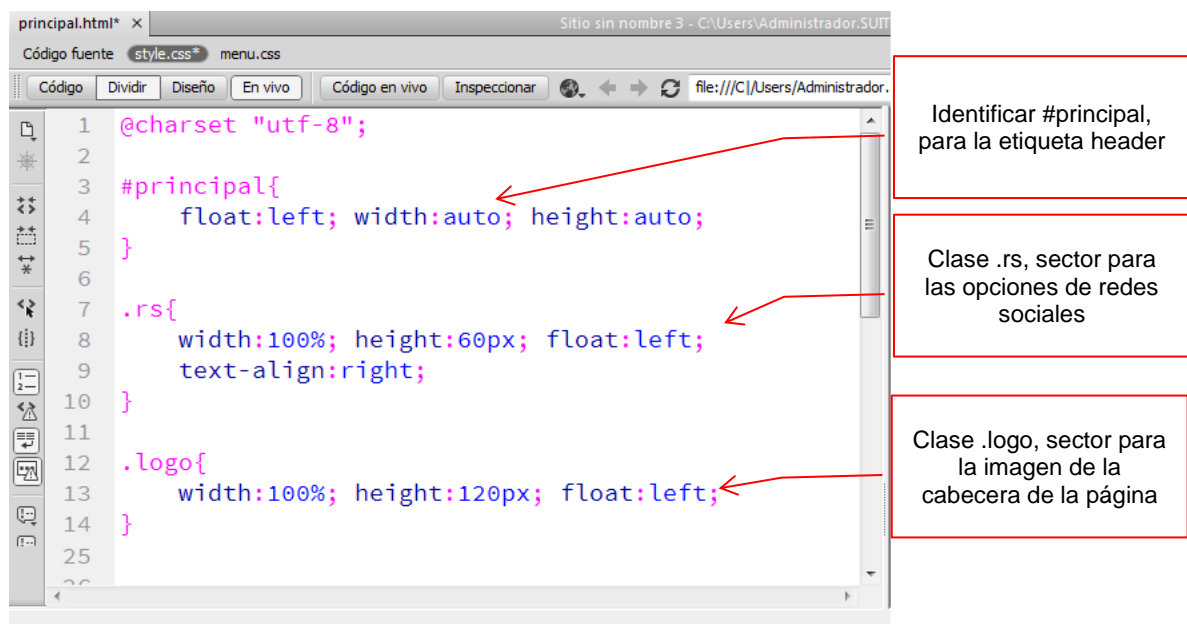 principal.html* ×
Sitio sin nombre 3 - C:\Users\Administrador.SUIT
Código fuente style.css* menu.css
Código Dividir Diseño En vivo Código en vivo Inspeccionar file:///C|/Users/Administrador.
1 @charset "utf-8";
2
3 #principal{
4 float:left; width:auto; height:auto;
5 }
6
7 .rs{
8 width:100%; height:60px; float:left;
9 text-align:right;
10 }
11
12 .logo{
13 width:100%; height:120px; float:left;
14 }
25
Identificar #principal,
para la etiqueta header
Clase .rs, sector para
las opciones de redes
sociales
Clase .logo, sector para
la imagen de la
cabecera de la página